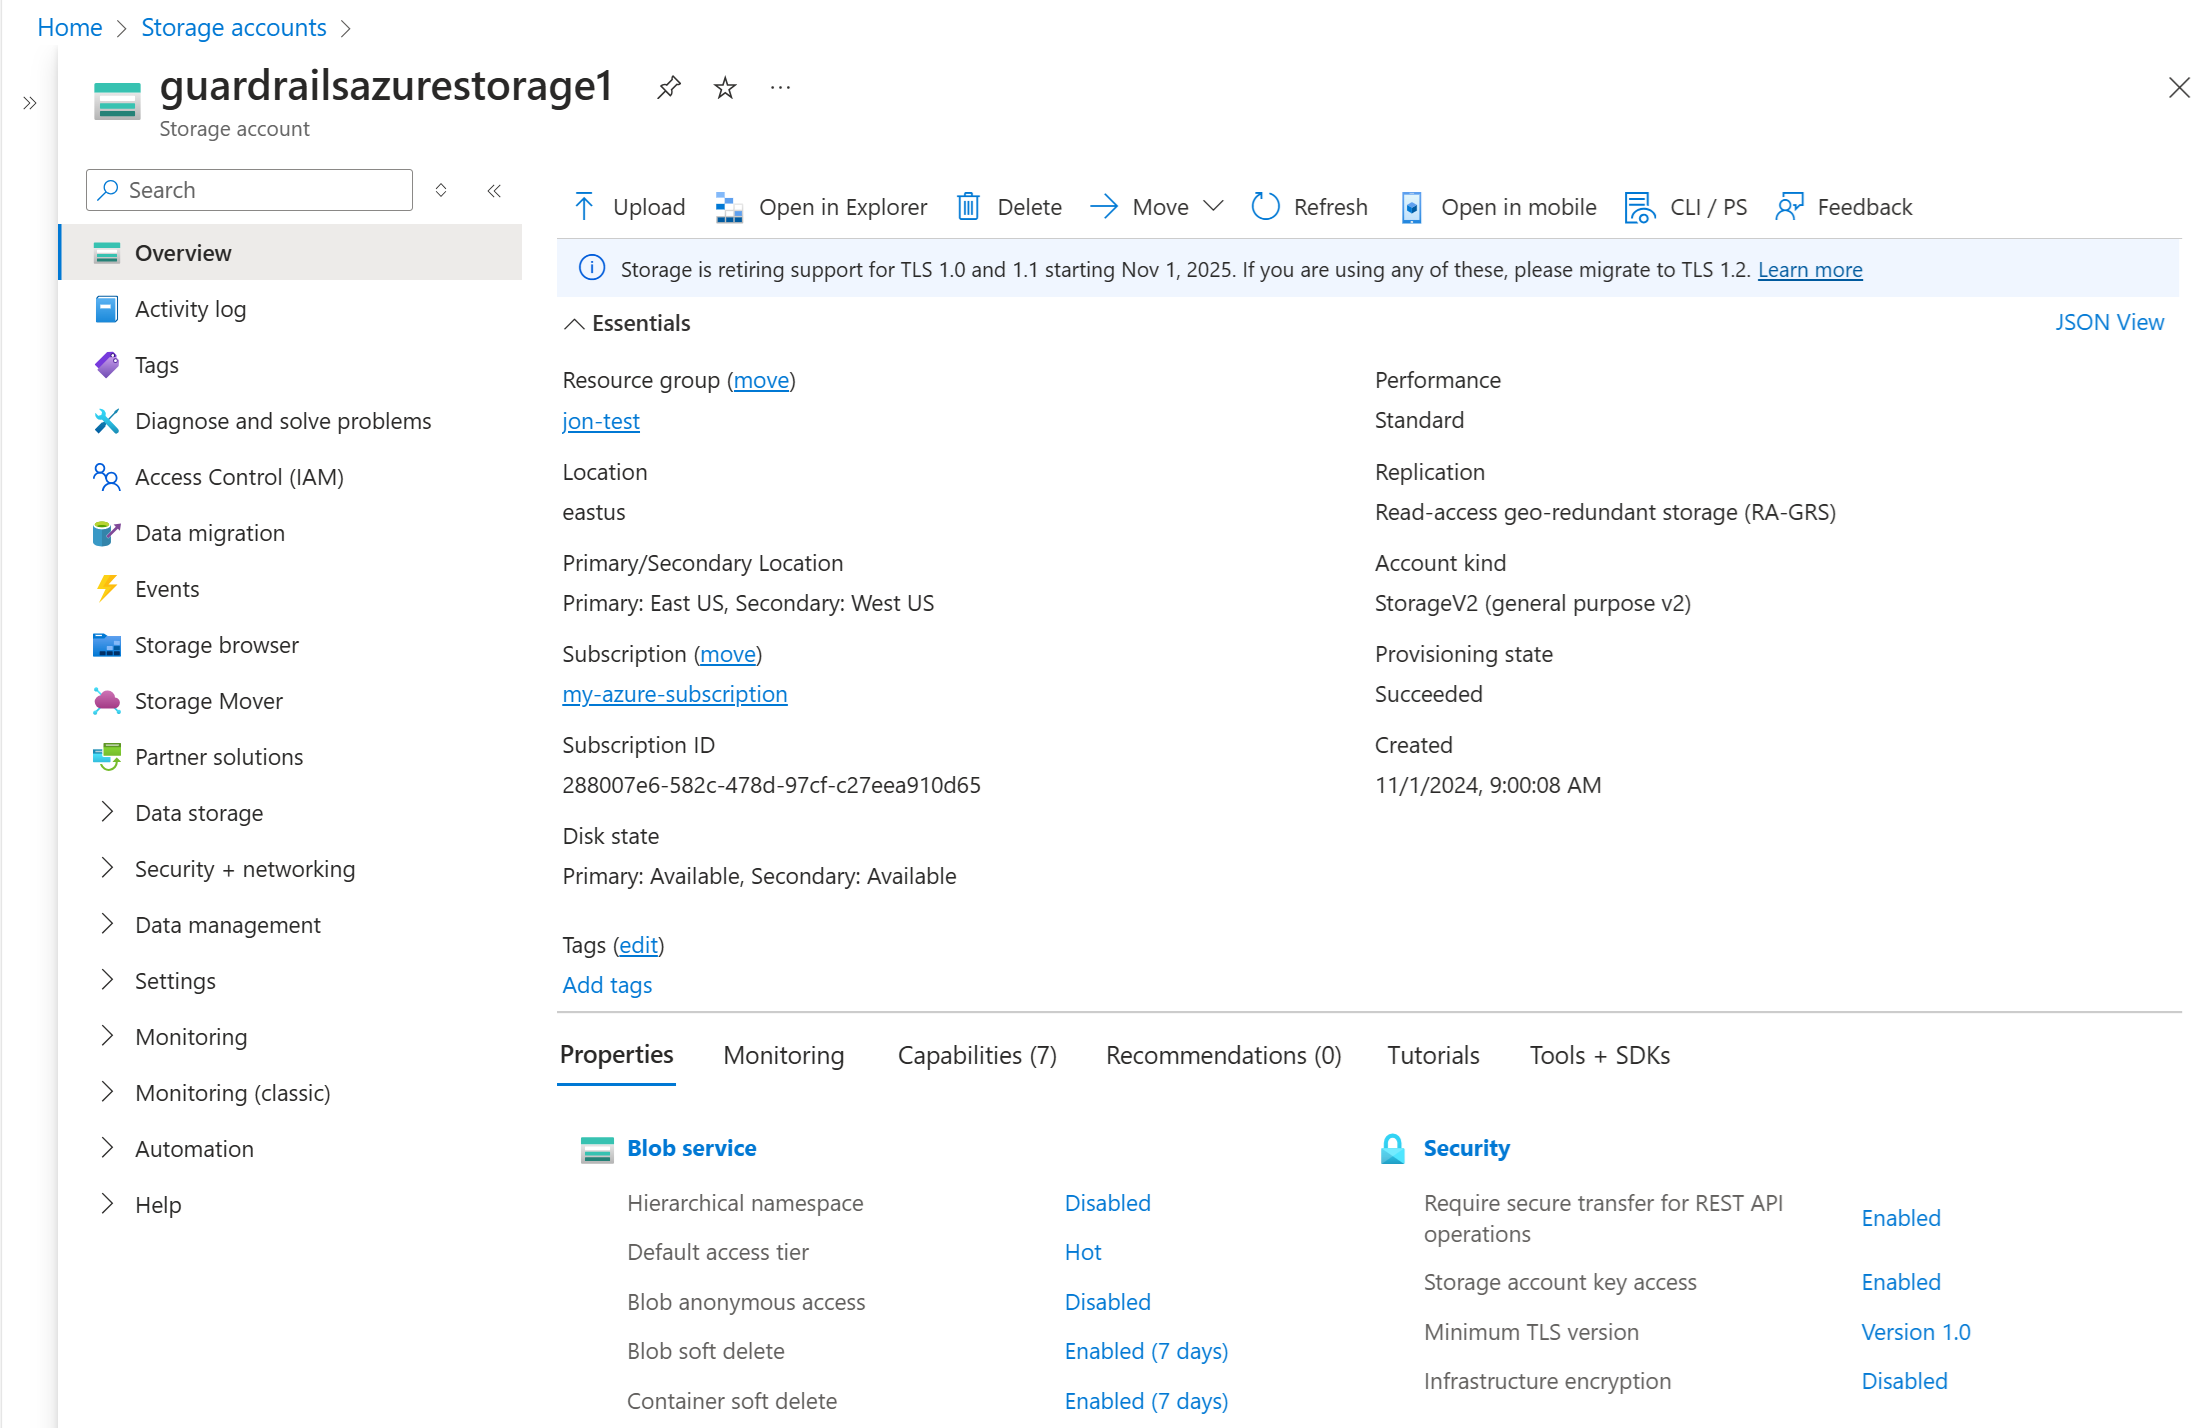 Home > Storage accounts >
guardrailsazurestorage1
Storage account
Search
Overview
Activity log
Tags
Diagnose and solve problems
Access Control (IAM)
Data migration
Events
Storage browser
Storage Mover
Partner solutions
Data storage
Security + networking
Data management
Settings
Monitoring
Monitoring (classic)
Automation
Help
Upload Open in Explorer Delete Move Refresh Open in mobile CLI / PS Feedback
Storage is retiring support for TLS 1.0 and 1.1 starting Nov 1, 2025. If you are using any of these, please migrate to TLS 1.2. Learn more
Essentials
JSON View
Resource group (move)
jon-test
Location
eastus
Primary/Secondary Location
Primary: East US, Secondary: West US
Subscription (move)
my-azure-subscription
Subscription ID
288007e6-582c-478d-97cf-c27eea910d65
Disk state
Primary: Available, Secondary: Available
Performance
Standard
Replication
Read-access geo-redundant storage (RA-GRS)
Account kind
StorageV2 (general purpose v2)
Provisioning state
Succeeded
Created
11/1/2024, 9:00:08 AM
Tags (edit)
Add tags
Properties Monitoring Capabilities (7) Recommendations (0) Tutorials Tools + SDKs
Blob service
Hierarchical namespace Disabled
Default access tier Hot
Blob anonymous access Disabled
Blob soft delete Enabled (7 days)
Container soft delete Enabled (7 days)
Security
Require secure transfer for REST API
operations Enabled
Storage account key access Enabled
Minimum TLS version Version 1.0
Infrastructure encryption Disabled